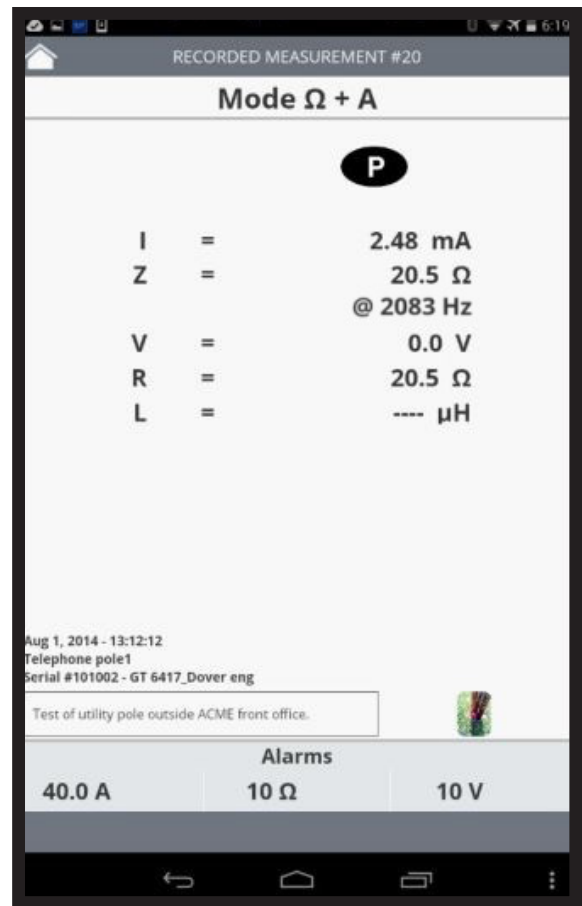 6:19
RECORDED MEASUREMENT #20
Mode Ω + A
P
I = 2.48 mA
Z = 20.5 Ω
@ 2083 Hz
V = 0.0 V
R = 20.5 Ω
L = ---- µH
Aug 1, 2014 - 13:12:12
Telephone pole1
Serial #101002 - GT 6417_Dover eng
Test of utility pole outside ACME front office.
Alarms
40.0 A 10 Ω 10 V